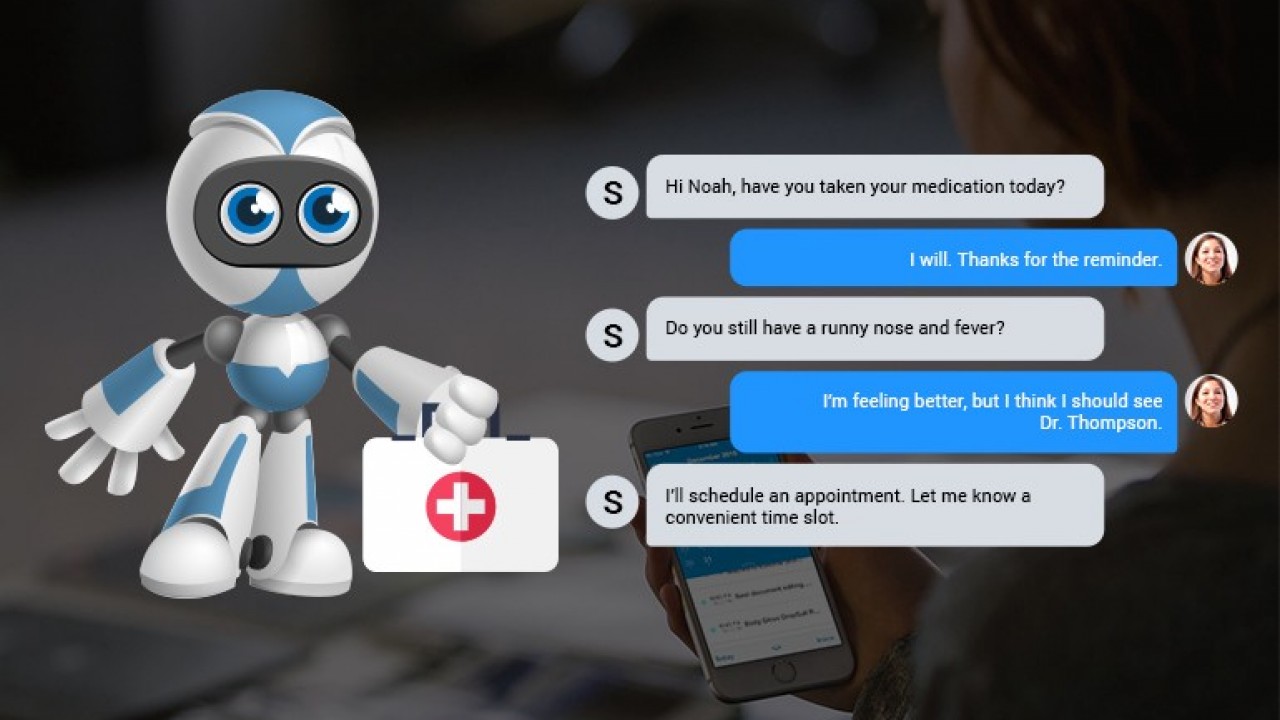 S
Hi Noah, have you taken your medication today?
I will. Thanks for the reminder.
S
Do you still have a runny nose and fever?
I'm feeling better, but I think I should see
Dr. Thompson.
S
I'll schedule an appointment. Let me know a
convenient time slot.
Today